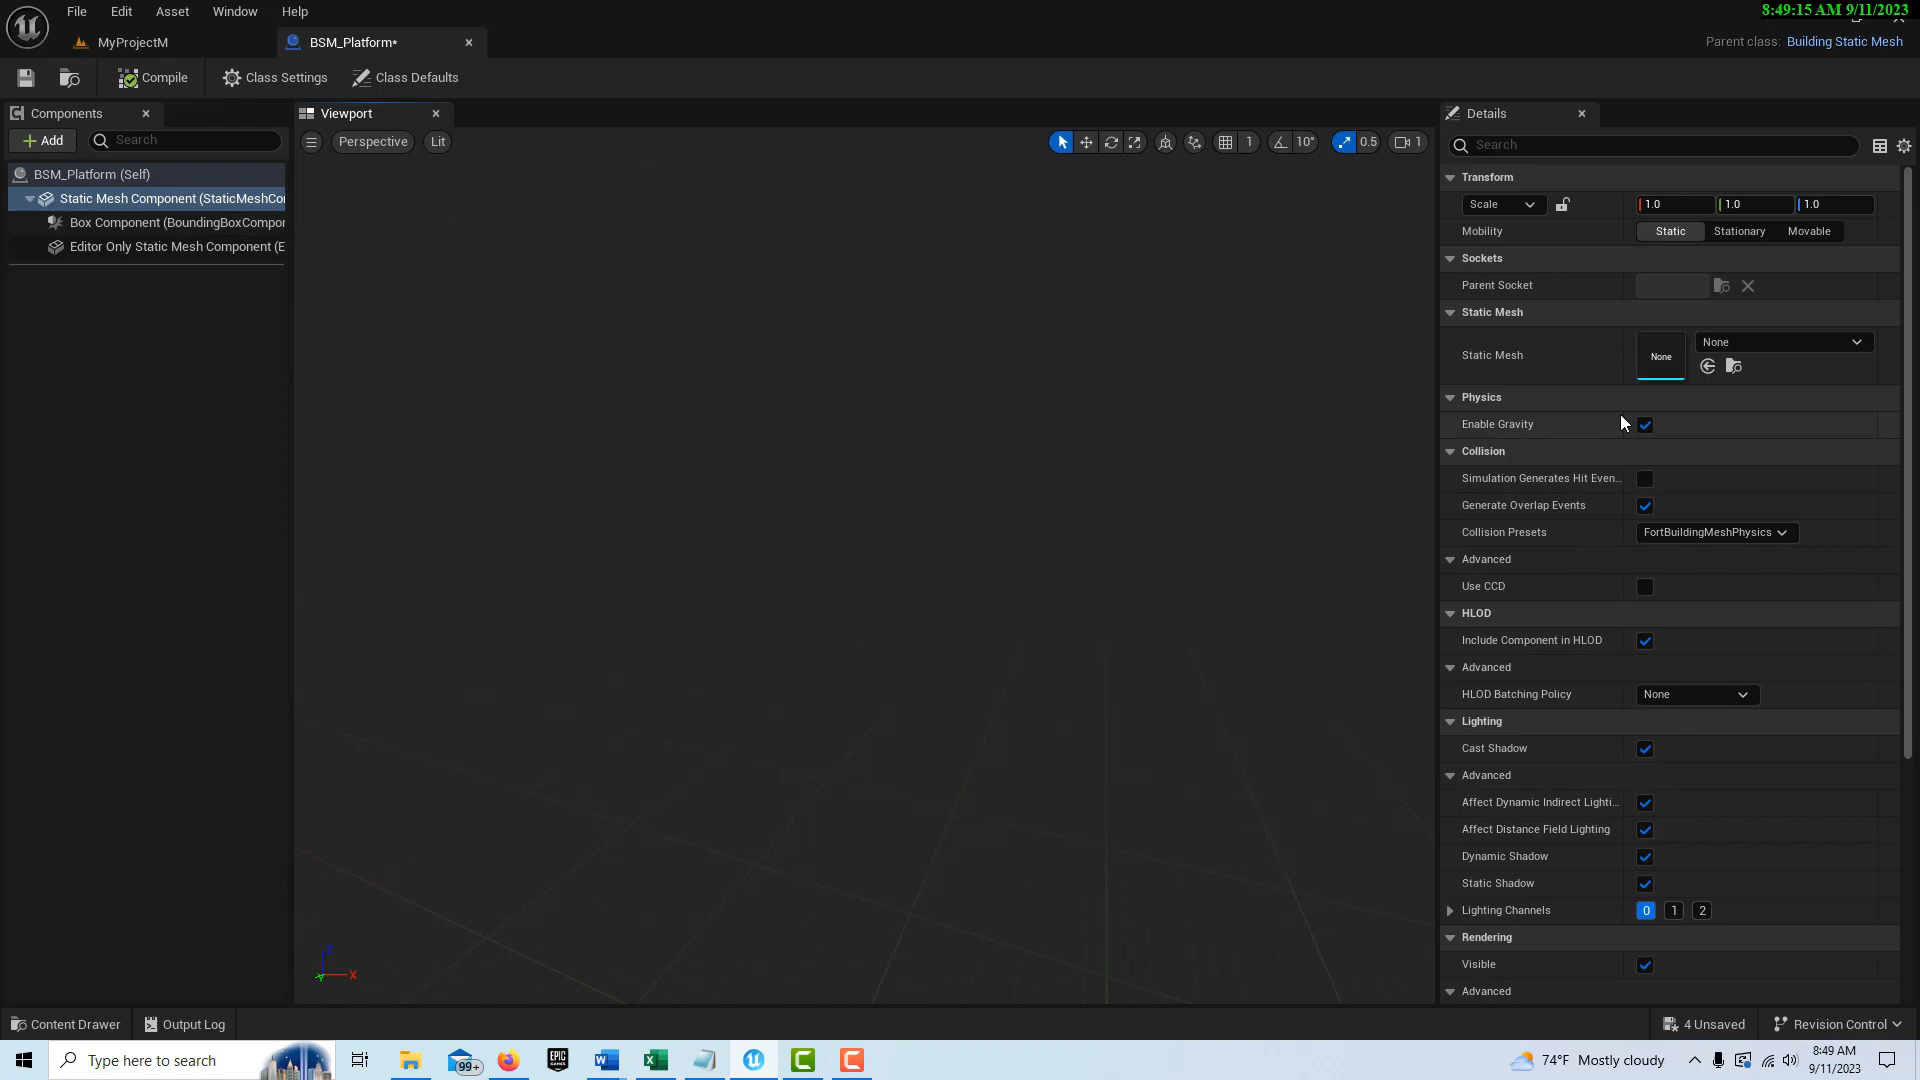 File Edit Asset Window Help
8:49:15 AM 9/11/2023
MyProjectM
BSM_Platform*
Parent class: Building Static Mesh
Compile
Class Settings
Class Defaults
Components
Viewport
Details
Add
Search
Perspective
Lit
1
10°
0.5
1
Search
BSM_Platform (Self)
Static Mesh Component (StaticMeshCo
Box Component (BoundingBoxCompor
Editor Only Static Mesh Component (E
Transform
Scale
1.0
1.0
1.0
Mobility
Static
Stationary
Movable
Sockets
Parent Socket
Static Mesh
Static Mesh
None
None
Physics
Enable Gravity
Collision
Simulation Generates Hit Even...
Generate Overlap Events
Collision Presets
FortBuildingMeshPhysics
Advanced
Use CCD
HLOD
Include Component in HLOD
Advanced
HLOD Batching Policy
None
Lighting
Cast Shadow
Advanced
Affect Dynamic Indirect Lighti...
Affect Distance Field Lighting
Dynamic Shadow
Static Shadow
Lighting Channels
0
1
2
Rendering
Visible
Advanced
Z
X
Y
Content Drawer
Output Log
4 Unsaved
Revision Control
Type here to search
99+
EPIC GAMES
74°F Mostly cloudy
8:49 AM
9/11/2023